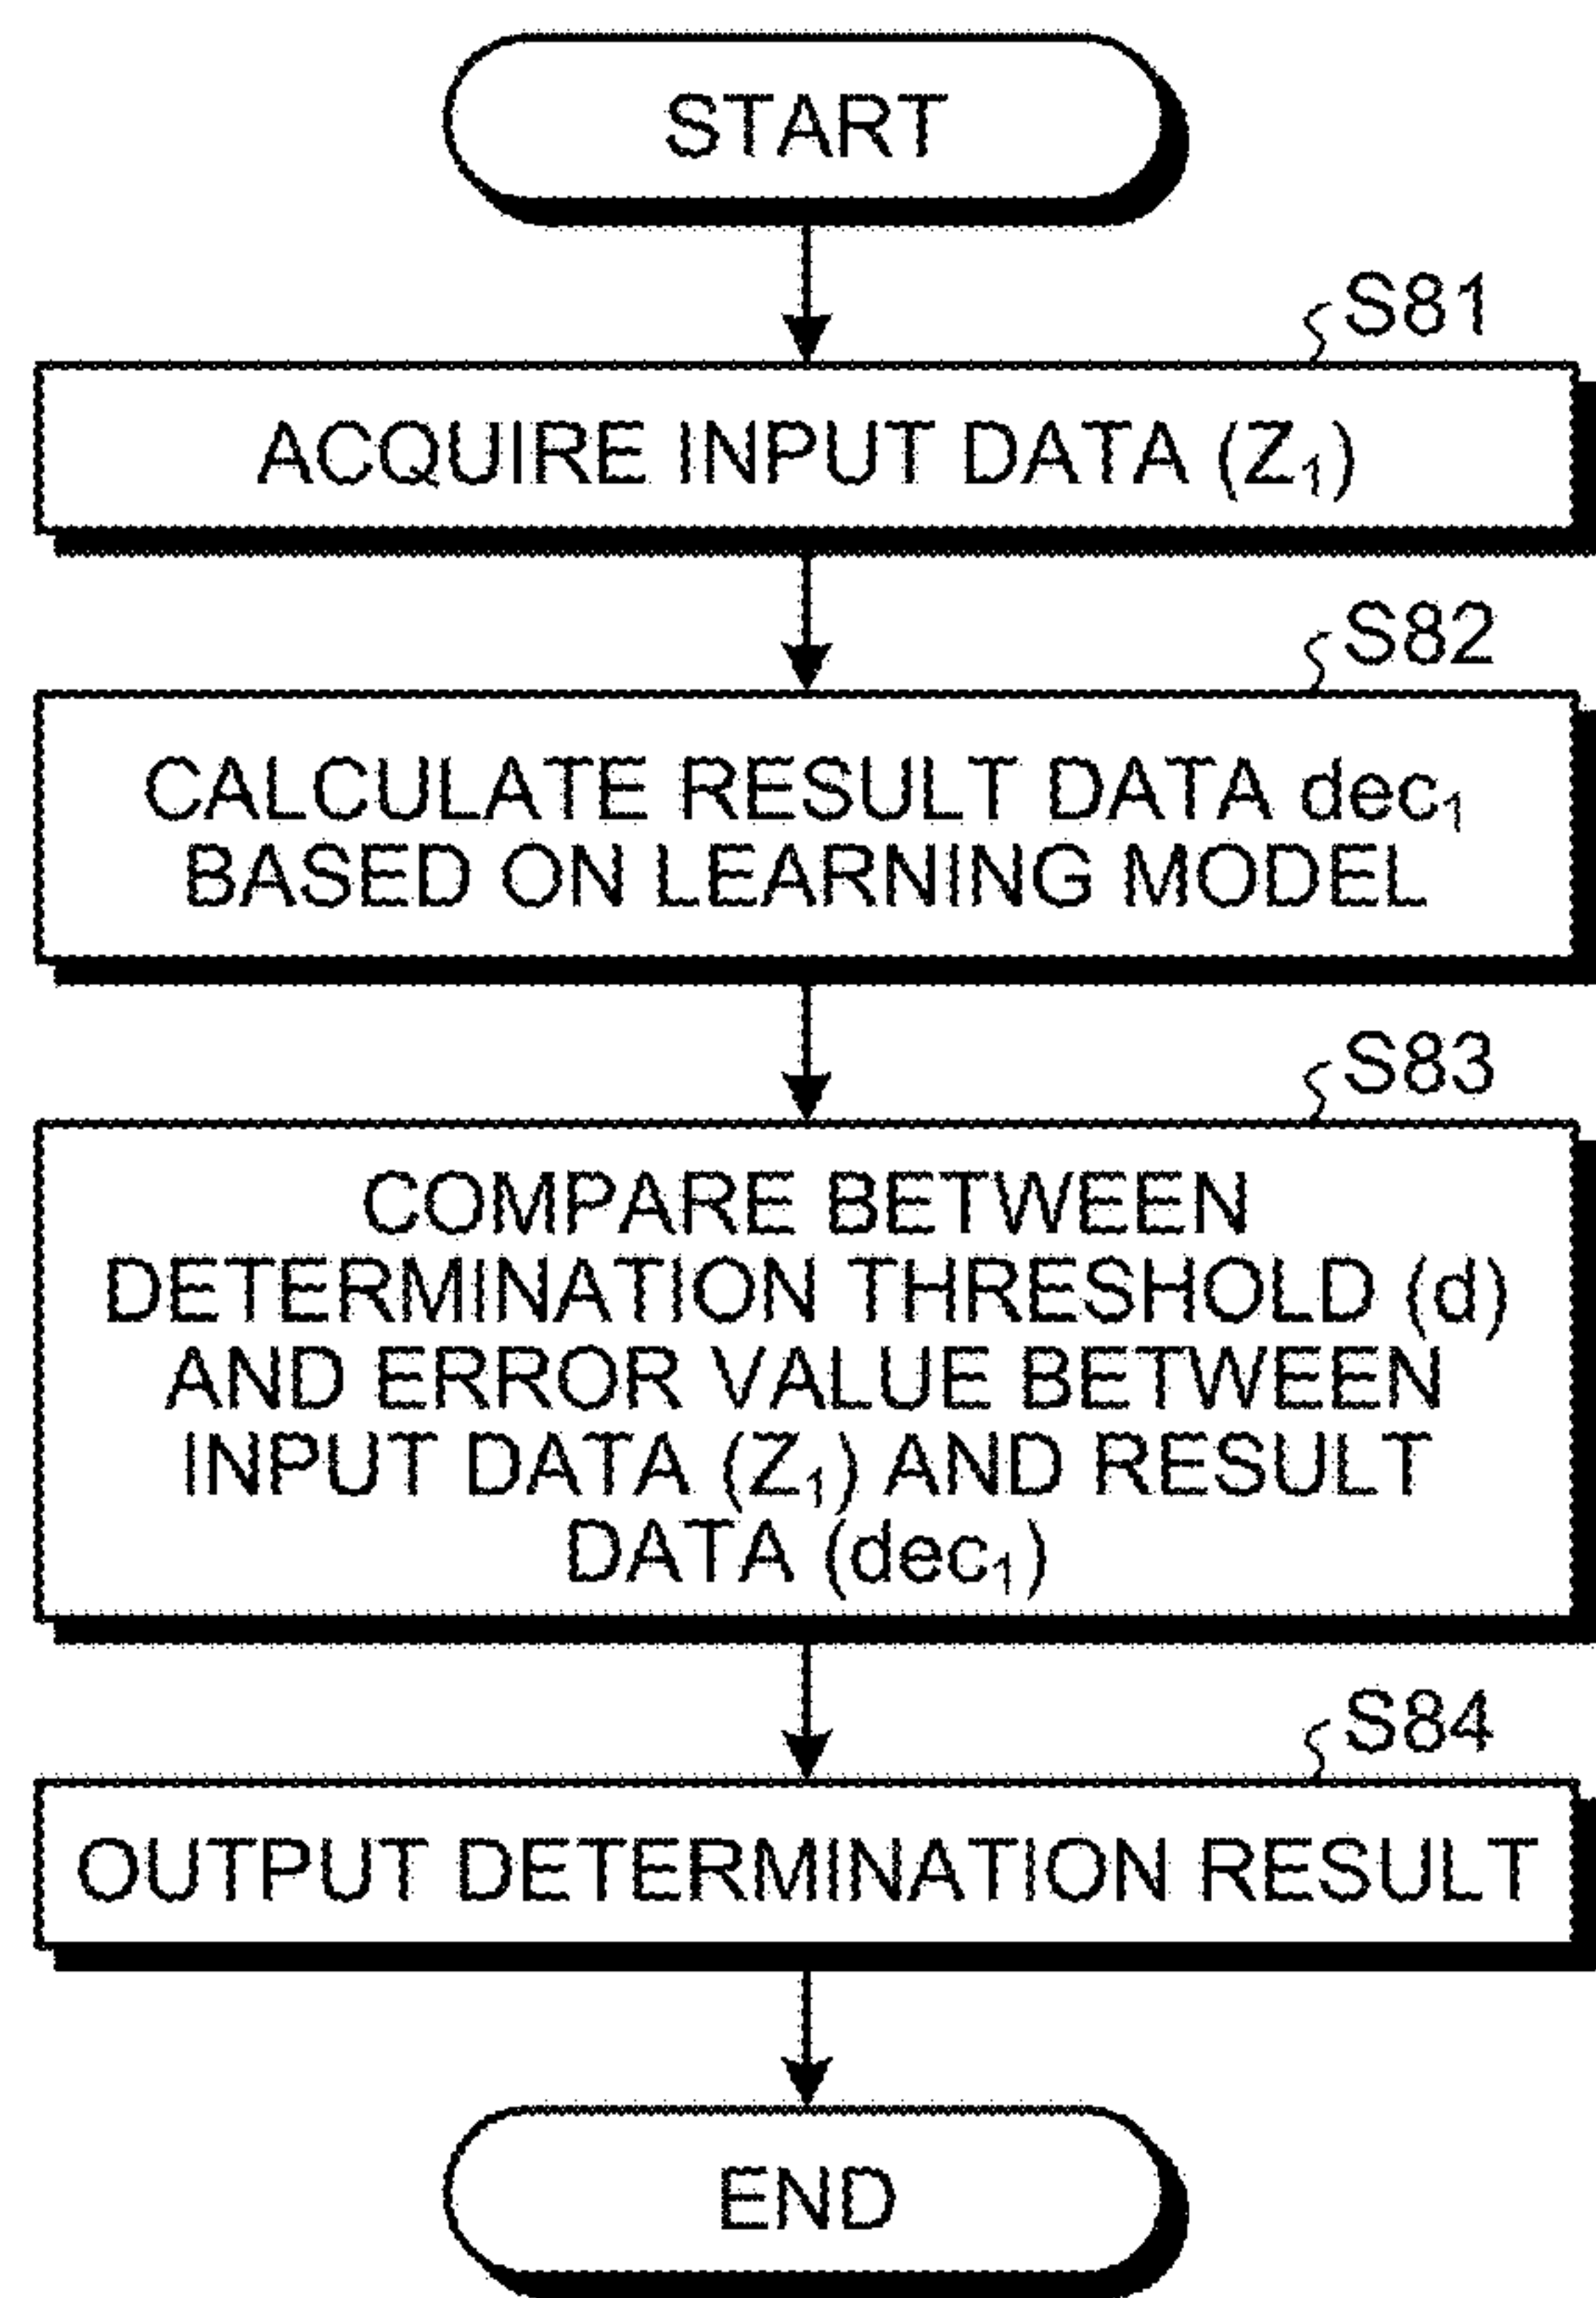 START
S81
ACQUIRE INPUT DATA (Z₁)
S82
CALCULATE RESULT DATA dec₁
BASED ON LEARNING MODEL
S83
COMPARE BETWEEN
DETERMINATION THRESHOLD (d)
AND ERROR VALUE BETWEEN
INPUT DATA (Z₁) AND RESULT
DATA (dec₁)
S84
OUTPUT DETERMINATION RESULT
END